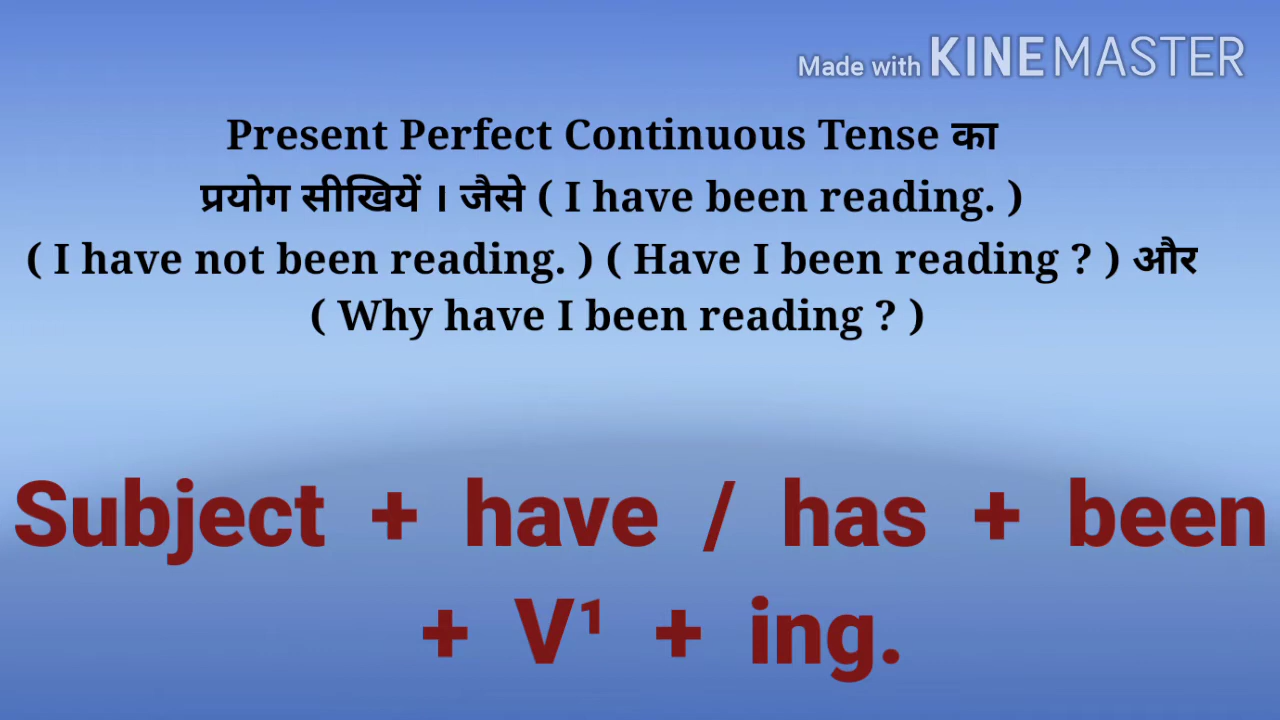 Made with KINEMASTER
Present Perfect Continuous Tense का
प्रयोग सीखियें । जैसे ( I have been reading. )
( I have not been reading. ) ( Have I been reading ? ) और
( Why have I been reading ? )
Subject + have / has + been
+ V¹ + ing.